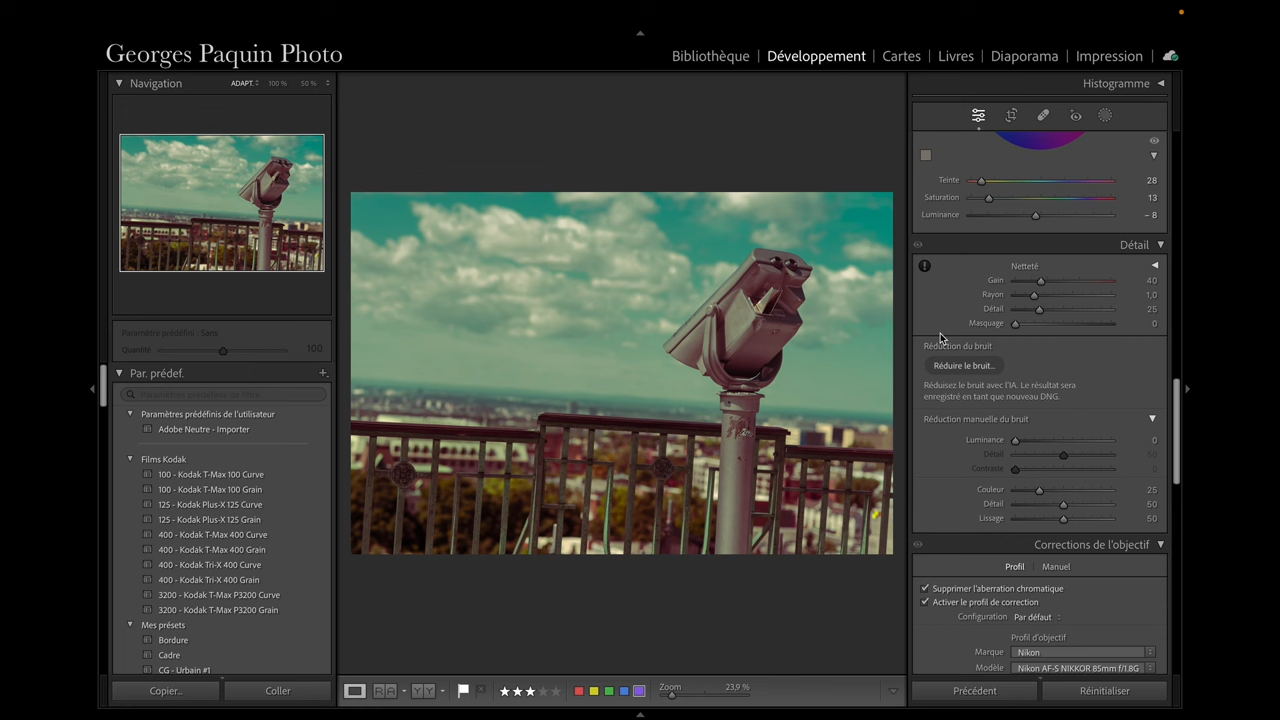 Georges Paquin Photo
Bibliothèque | Développement | Cartes | Livres | Diaporama | Impression |
Navigation
ADAPT. 100 % 50 %
Histogramme
Teinte 28
Saturation 13
Luminance – 8
Détail
Netteté
Gain 40
Rayon 1,0
Détail 25
Masquage 0
Réduction du bruit
Réduire le bruit...
Réduisez le bruit avec l'IA. Le résultat sera
enregistré en tant que nouveau DNG.
Réduction manuelle du bruit
Luminance 0
Détail 50
Contraste 0
Couleur 25
Détail 50
Lissage 50
Corrections de l'objectif
Profil Manuel
Supprimer l'aberration chromatique
Activer le profil de correction
Configuration Par défaut
Profil d'objectif
Marque Nikon
Modèle Nikon AF-S NIKKOR 85mm f/1.8G
Précédent Réinitialiser
Paramètre prédéfini : Sans
Quantité 100
Par. prédef.
Paramètres prédéfinis de filtre...
Paramètres prédéfinis de l'utilisateur
Adobe Neutre - Importer
Films Kodak
100 - Kodak T-Max 100 Curve
100 - Kodak T-Max 100 Grain
125 - Kodak Plus-X 125 Curve
125 - Kodak Plus-X 125 Grain
400 - Kodak T-Max 400 Curve
400 - Kodak T-Max 400 Grain
400 - Kodak Tri-X 400 Curve
400 - Kodak Tri-X 400 Grain
3200 - Kodak T-Max P3200 Curve
3200 - Kodak T-Max P3200 Grain
Mes présets
Bordure
Cadre
CG - Urbain #1
Copier... Coller
RA YY Zoom 23,9 %